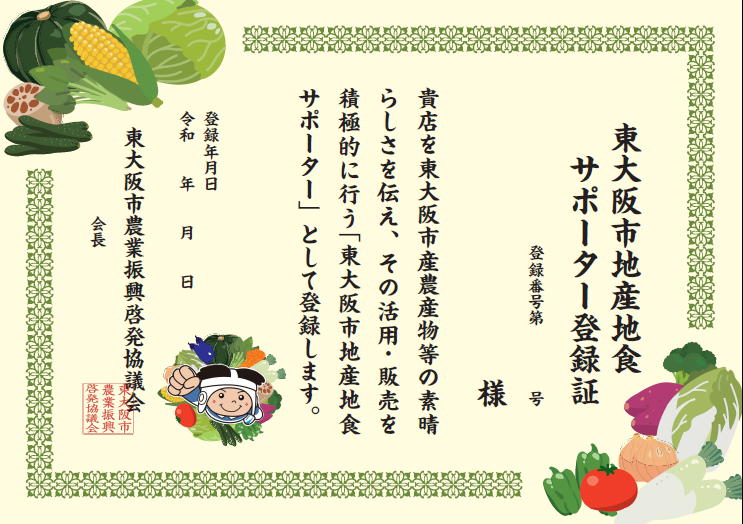 東大阪市地産地食
サポーター登録証
登録番号第　　　号
様
貴店を東大阪市産農産物等の素晴
らしさを伝え、その活用・販売を
積極的に行う「東大阪市地産地食
サポーター」として登録します。
登録年月日
令和　年　月　日
東大阪市農業振興啓発協議会
会長
東大阪市
農業振興
啓発協議会